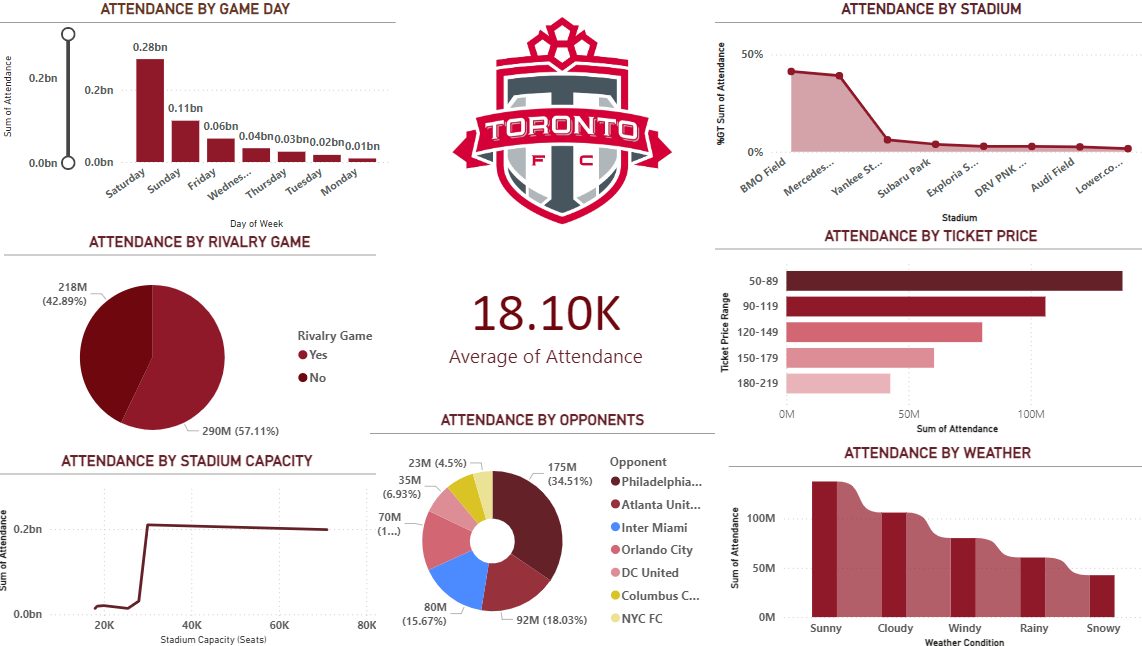 ATTENDANCE BY GAME DAY
Sum of Attendance
0.2bn
0.0bn
0.2bn
0.0bn
0.28bn
0.11bn
0.06bn
0.04bn
0.03bn
0.02bn
0.01bn
Saturday
Sunday
Friday
Wednes...
Thursday
Tuesday
Monday
Day of Week
TORONTO
F C
ATTENDANCE BY STADIUM
%GT Sum of Attendance
50%
0%
BMO Field
Mercedes...
Yankee St...
Subaru Park
Exploria S...
DRV PNK ...
Audi Field
Lower.co...
Stadium
ATTENDANCE BY RIVALRY GAME
218M
(42.89%)
290M (57.11%)
Rivalry Game
Yes
No
18.10K
Average of Attendance
ATTENDANCE BY TICKET PRICE
Ticket Price Range
50-89
90-119
120-149
150-179
180-219
0M
50M
100M
Sum of Attendance
ATTENDANCE BY STADIUM CAPACITY
Sum of Attendance
0.2bn
0.0bn
20K
40K
60K
80K
Stadium Capacity (Seats)
ATTENDANCE BY OPPONENTS
23M (4.5%)
35M
(6.93%)
70M
(1...)
80M
(15.67%)
92M (18.03%)
175M
(34.51%)
Opponent
Philadelphia...
Atlanta Unit...
Inter Miami
Orlando City
DC United
Columbus C...
NYC FC
ATTENDANCE BY WEATHER
Sum of Attendance
100M
50M
0M
Sunny
Cloudy
Windy
Rainy
Snowy
Weather Condition